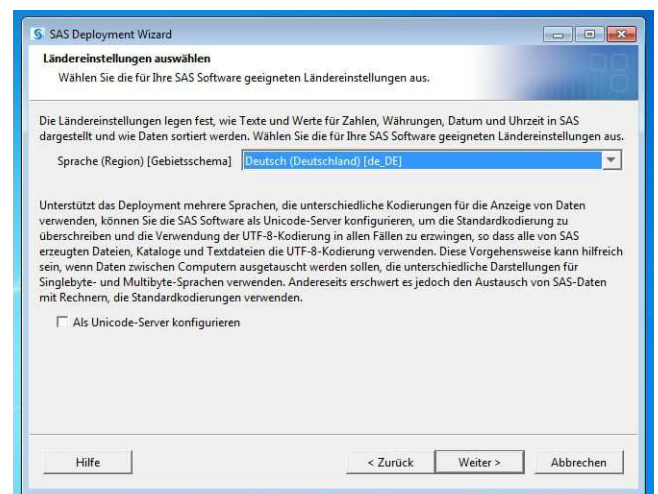 SAS Deployment Wizard
Ländereinstellungen auswählen
Wählen Sie die für Ihre SAS Software geeigneten Ländereinstellungen aus.
Die Ländereinstellungen legen fest, wie Texte und Werte für Zahlen, Währungen, Datum und Uhrzeit in SAS
dargestellt und wie Daten sortiert werden. Wählen Sie die für Ihre SAS Software geeigneten Ländereinstellungen aus.
Sprache (Region) [Gebietsschema] Deutsch (Deutschland) [de_DE]
Unterstützt das Deployment mehrere Sprachen, die unterschiedliche Kodierungen für die Anzeige von Daten
verwenden, können Sie die SAS Software als Unicode-Server konfigurieren, um die Standardkodierung zu
überschreiben und die Verwendung der UTF-8-Kodierung in allen Fällen zu erzwingen, so dass alle von SAS
erzeugten Dateien, Kataloge und Textdateien die UTF-8-Kodierung verwenden. Diese Vorgehensweise kann hilfreich
sein, wenn Daten zwischen Computern ausgetauscht werden sollen, die unterschiedliche Darstellungen für
Singlebyte- und Multibyte-Sprachen verwenden. Andereseits erschwert es jedoch den Austausch von SAS-Daten
mit Rechnern, die Standardkodierungen verwenden.
Als Unicode-Server konfigurieren
Hilfe < Zurück Weiter > Abbrechen